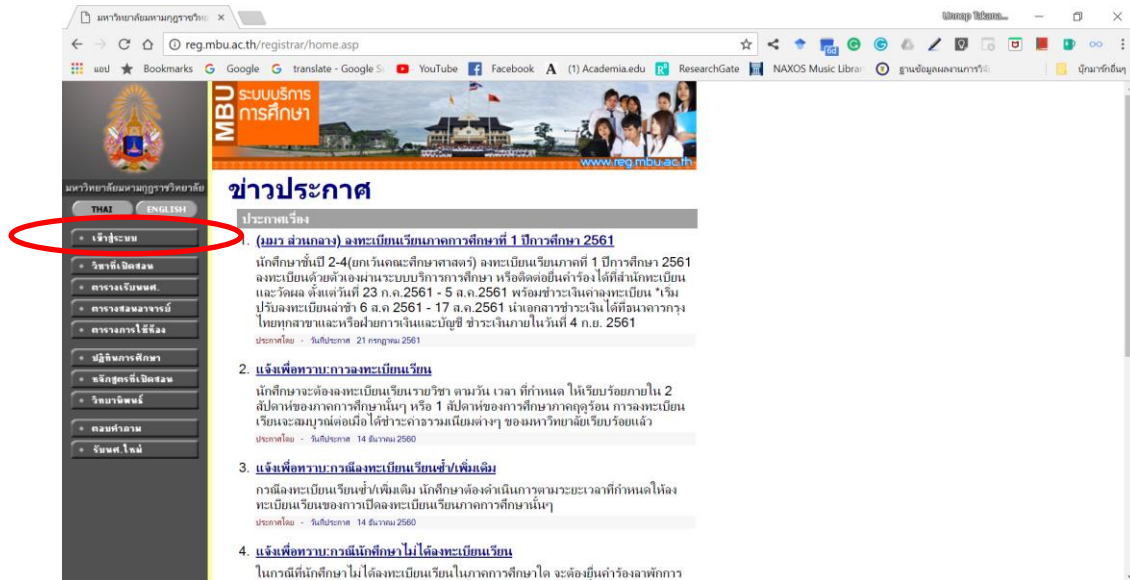 มหาวิทยาลัยมหามกุฎราชวิทย
reg.mbu.ac.th/registrar/home.asp
แอป Bookmarks Google translate - Google Se YouTube Facebook (1) Academia.edu ResearchGate NAXOS Music Librar ฐานข้อมูลผลงานการวิจั บุ๊กมาร์กอื่นๆ
MBU
ระบบบริการ
การศึกษา
www.reg.mbu.ac.th
มหาวิทยาลัยมหามกุฎราชวิทยาลัย
THAI ENGLISH
เข้าสู่ระบบ
วิชาที่เปิดสอน
ตารางเรียนนศ.
ตารางสอนอาจารย์
ตารางการใช้ห้อง
ปฏิทินการศึกษา
หลักสูตรที่เปิดสอน
วิทยานิพนธ์
ตอบคำถาม
รับนศ.ใหม่
ข่าวประกาศ
ประกาศเรื่อง
1. (มมร ส่วนกลาง) ลงทะเบียนเรียนภาคการศึกษาที่ 1 ปีการศึกษา 2561
นักศึกษาชั้นปี 2-4(ยกเว้นคณะศึกษาศาสตร์) ลงทะเบียนเรียนภาคที่ 1 ปีการศึกษา 2561
ลงทะเบียนด้วยตัวเองผ่านระบบบริการการศึกษา หรือติดต่อยื่นคำร้องได้ที่สำนักทะเบียน
และวัดผล ตั้งแต่วันที่ 23 ก.ค.2561 - 5 ส.ค.2561 พร้อมชำระเงินค่าลงทะเบียน *เริ่ม
ปรับลงทะเบียนล่าช้า 6 ส.ค 2561 - 17 ส.ค.2561 นำเอกสารชำระเงินได้ที่ธนาคารกรุง
ไทยทุกสาขาและหรือฝ่ายการเงินและบัญชี ชำระเงินภายในวันที่ 4 ก.ย. 2561
ประกาศโดย - วันที่ประกาศ 21 กรกฎาคม 2561
2. แจ้งเพื่อทราบ:การลงทะเบียนเรียน
นักศึกษาจะต้องลงทะเบียนเรียนรายวิชา ตามวัน เวลา ที่กำหนด ให้เรียบร้อยภายใน 2
สัปดาห์ของภาคการศึกษานั้นๆ หรือ 1 สัปดาห์ของการศึกษาภาคฤดูร้อน การลงทะเบียน
เรียนจะสมบูรณ์ต่อเมื่อได้ชำระค่าธรรมเนียมต่างๆ ของมหาวิทยาลัยเรียบร้อยแล้ว
ประกาศโดย - วันที่ประกาศ 14 ธันวาคม 2560
3. แจ้งเพื่อทราบ:กรณีลงทะเบียนเรียนซ้ำ/เพิ่มเติม
กรณีลงทะเบียนเรียนซ้ำ/เพิ่มเติม นักศึกษาต้องดำเนินการตามระยะเวลาที่กำหนดให้ลง
ทะเบียนเรียนของการเปิดลงทะเบียนเรียนภาคการศึกษานั้นๆ
ประกาศโดย - วันที่ประกาศ 14 ธันวาคม 2560
4. แจ้งเพื่อทราบ:กรณีนักศึกษาไม่ได้ลงทะเบียนเรียน
ในกรณีที่นักศึกษาไม่ได้ลงทะเบียนเรียนในภาคการศึกษาใด จะต้องยื่นคำร้องลาพักการ